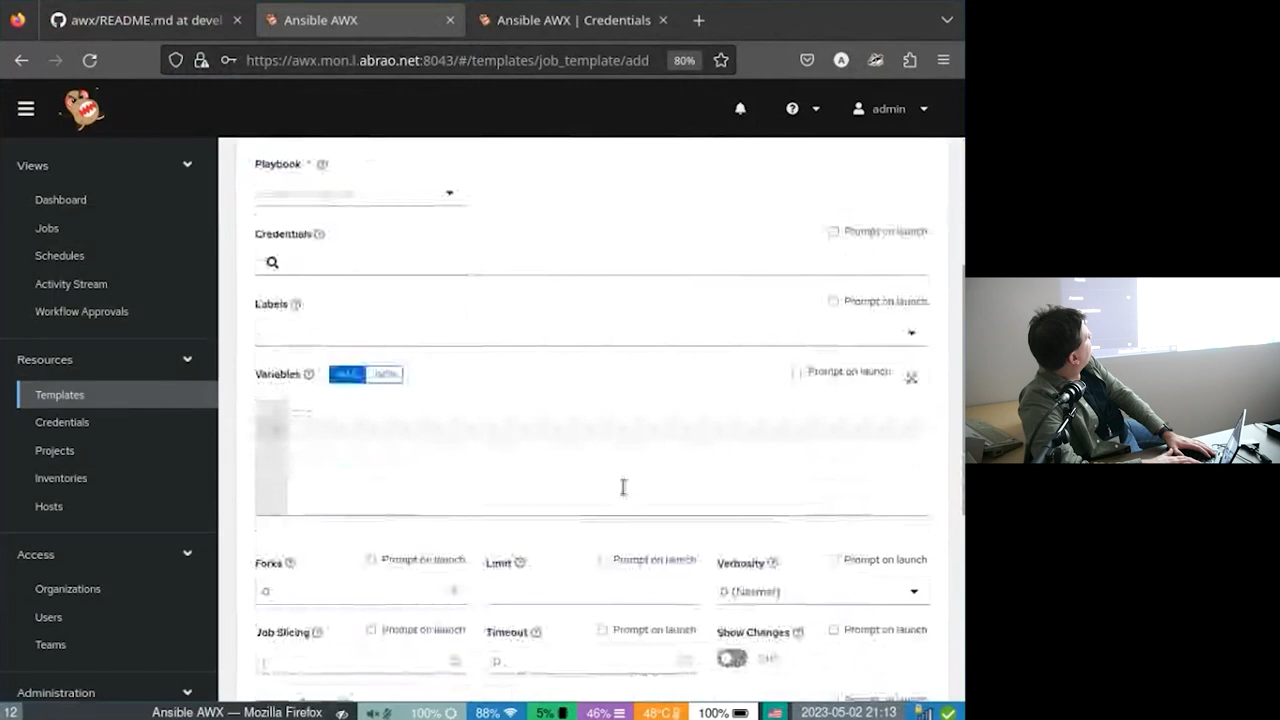 awx/README.md at devel
Ansible AWX
Ansible AWX | Credentials
https://awx.mon.l.abrao.net:8043/#/templates/job_template/add
80%
admin
Views
Dashboard
Jobs
Schedules
Activity Stream
Workflow Approvals
Resources
Templates
Credentials
Projects
Inventories
Hosts
Access
Organizations
Users
Teams
Administration
Playbook *
Credentials
Prompt on launch
Labels
Prompt on launch
Variables
Prompt on launch
Forks
Prompt on launch
Limit
Prompt on launch
Verbosity
Prompt on launch
0 (Normal)
Job Slicing
Prompt on launch
Timeout
Prompt on launch
Show Changes
Prompt on launch
Off
12
Ansible AWX — Mozilla Firefox
100%
88%
5%
46%
48°C
100%
2023-05-02 21:13